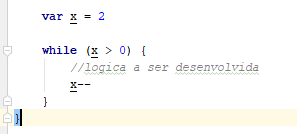 var x = 2
while (x > 0) {
//logica a ser desenvolvida
x--
}
}